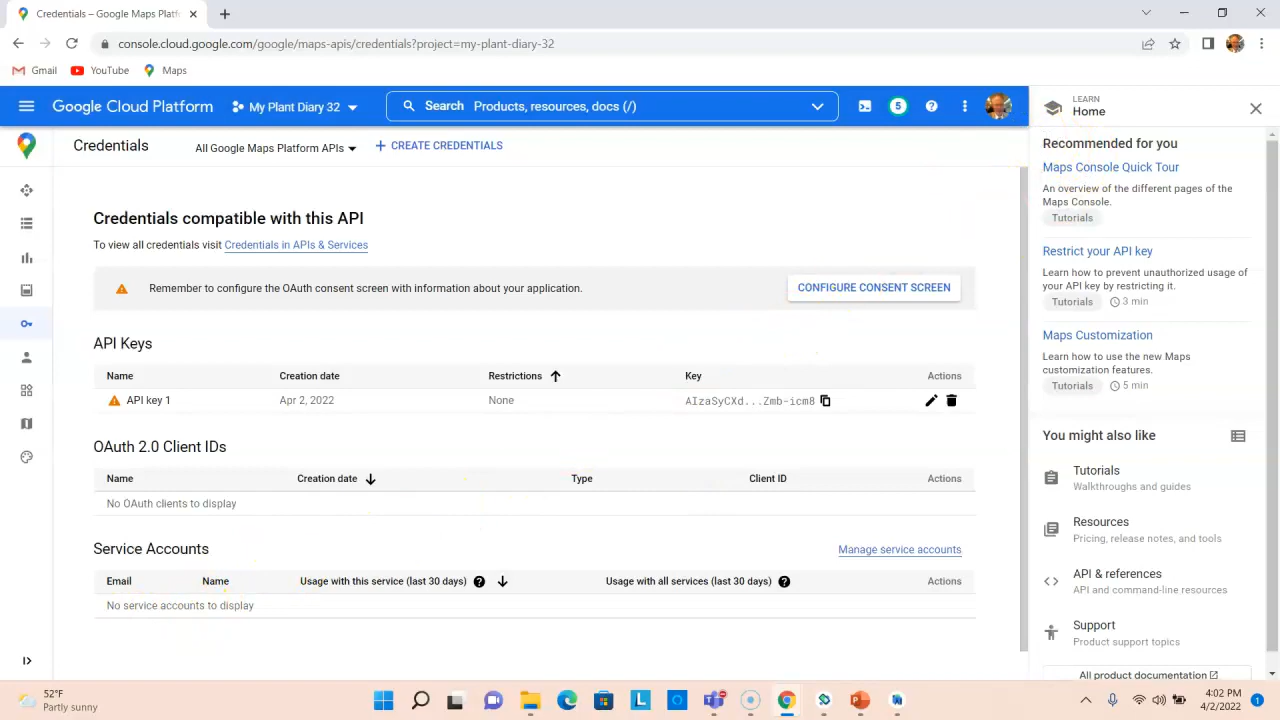 Credentials – Google Maps Platf
console.cloud.google.com/google/maps-apis/credentials?project=my-plant-diary-32
Gmail
YouTube
Maps
Google Cloud Platform
My Plant Diary 32
Search Products, resources, docs (/)
5
LEARN
Home
Credentials
All Google Maps Platform APIs
CREATE CREDENTIALS
Credentials compatible with this API
To view all credentials visit Credentials in APIs & Services
Remember to configure the OAuth consent screen with information about your application.
CONFIGURE CONSENT SCREEN
API Keys
Name Creation date Restrictions Key Actions
API key 1 Apr 2, 2022 None AIzaSyCXd...Zmb-icm8
OAuth 2.0 Client IDs
Name Creation date Type Client ID Actions
No OAuth clients to display
Service Accounts
Manage service accounts
Email Name Usage with this service (last 30 days) Usage with all services (last 30 days) Actions
No service accounts to display
Recommended for you
Maps Console Quick Tour
An overview of the different pages of the
Maps Console.
Tutorials
Restrict your API key
Learn how to prevent unauthorized usage of
your API key by restricting it.
Tutorials 3 min
Maps Customization
Learn how to use the new Maps
customization features.
Tutorials 5 min
You might also like
Tutorials
Walkthroughs and guides
Resources
Pricing, release notes, and tools
API & references
API and command-line resources
Support
Product support topics
All product documentation
52°F
Partly sunny
4:02 PM
4/2/2022
1